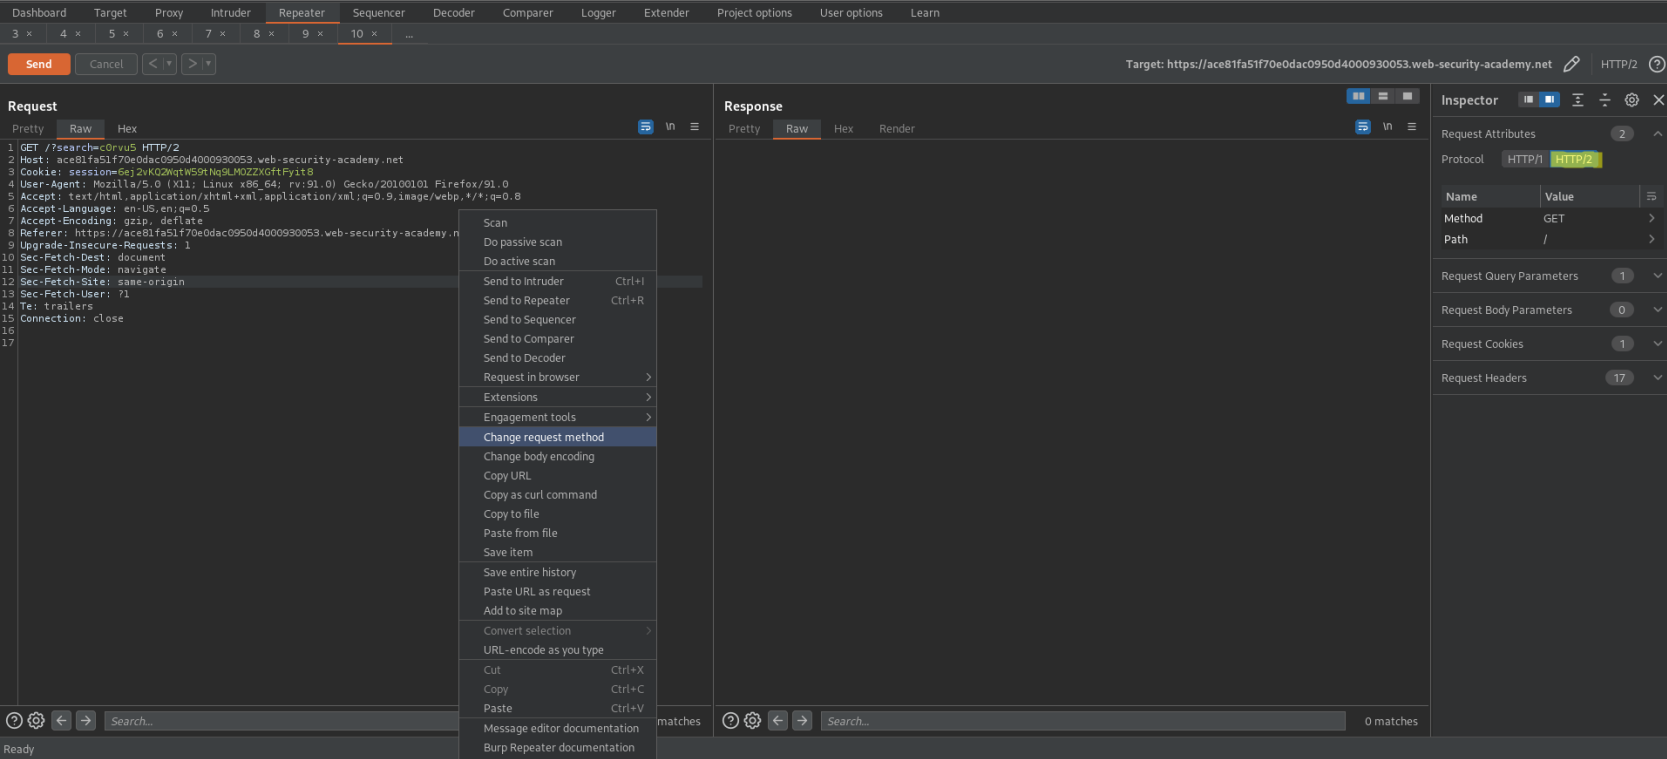 Dashboard Target Proxy Intruder Repeater Sequencer Decoder Comparer Logger Extender Project options User options Learn
3 × 4 × 5 × 6 × 7 × 8 × 9 × 10 × ...
Send Cancel < > Target: https://ace81fa51f70e0dac0950d4000930053.web-security-academy.net HTTP/2 ?
Request
Pretty Raw Hex \n
1 GET /?search=c0rvu5 HTTP/2
2 Host: ace81fa51f70e0dac0950d4000930053.web-security-academy.net
3 Cookie: session=6ej2vKQ2WqtW59tNq9LMOZZXGftFyit8
4 User-Agent: Mozilla/5.0 (X11; Linux x86_64; rv:91.0) Gecko/20100101 Firefox/91.0
5 Accept: text/html,application/xhtml+xml,application/xml;q=0.9,image/webp,*/*;q=0.8
6 Accept-Language: en-US,en;q=0.5
7 Accept-Encoding: gzip, deflate
8 Referer: https://ace81fa51f70e0dac0950d4000930053.web-security-academy.n
9 Upgrade-Insecure-Requests: 1
10 Sec-Fetch-Dest: document
11 Sec-Fetch-Mode: navigate
12 Sec-Fetch-Site: same-origin
13 Sec-Fetch-User: ?1
14 Te: trailers
15 Connection: close
16
17
Scan
Do passive scan
Do active scan
Send to Intruder Ctrl+I
Send to Repeater Ctrl+R
Send to Sequencer
Send to Comparer
Send to Decoder
Request in browser >
Extensions >
Engagement tools >
Change request method
Change body encoding
Copy URL
Copy as curl command
Copy to file
Paste from file
Save item
Save entire history
Paste URL as request
Add to site map
Convert selection >
URL-encode as you type
Cut Ctrl+X
Copy Ctrl+C
Paste Ctrl+V
Message editor documentation
Burp Repeater documentation
? Search... matches
Response
Pretty Raw Hex Render \n
? Search... 0 matches
Inspector
Request Attributes 2
Protocol HTTP/1 HTTP/2
Name Value
Method GET >
Path / >
Request Query Parameters 1
Request Body Parameters 0
Request Cookies 1
Request Headers 17
Ready